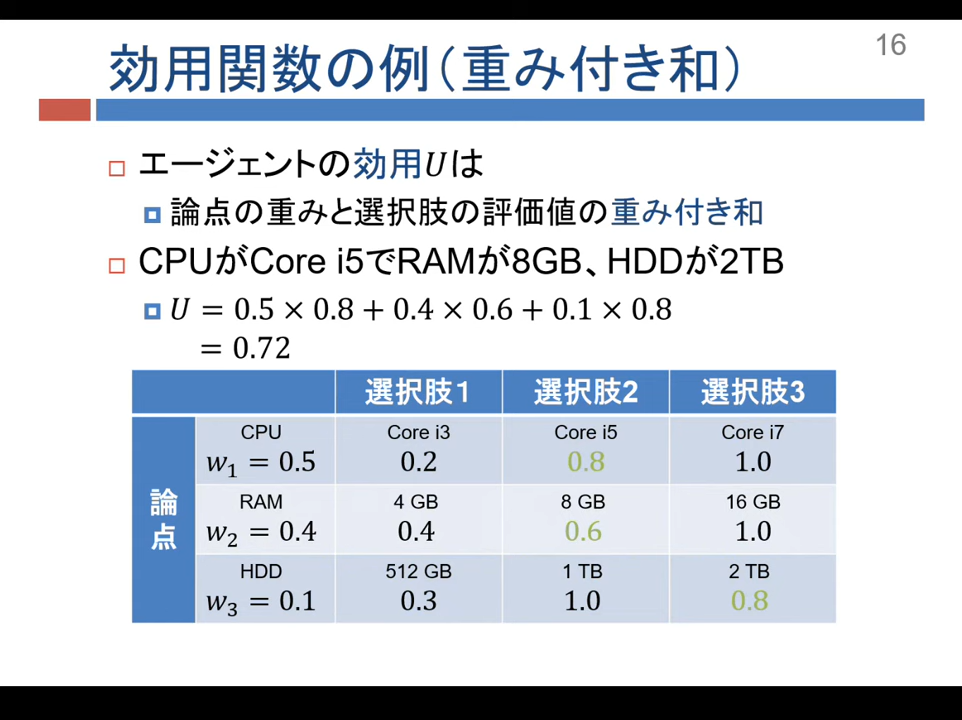 16
効用関数の例（重み付き和）
エージェントの効用Uは
論点の重みと選択肢の評価値の重み付き和
CPUがCore i5でRAMが8GB、HDDが2TB
U = 0.5 × 0.8 + 0.4 × 0.6 + 0.1 × 0.8
= 0.72
選択肢1 選択肢2 選択肢3
論点
CPU Core i3 Core i5 Core i7
w₁ = 0.5 0.2 0.8 1.0
RAM 4 GB 8 GB 16 GB
w₂ = 0.4 0.4 0.6 1.0
HDD 512 GB 1 TB 2 TB
w₃ = 0.1 0.3 1.0 0.8